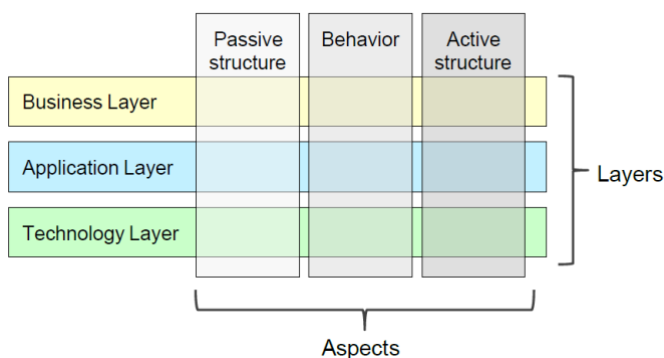 Passive
structure
Behavior
Active
structure
Business Layer
Application Layer
Technology Layer
Layers
Aspects